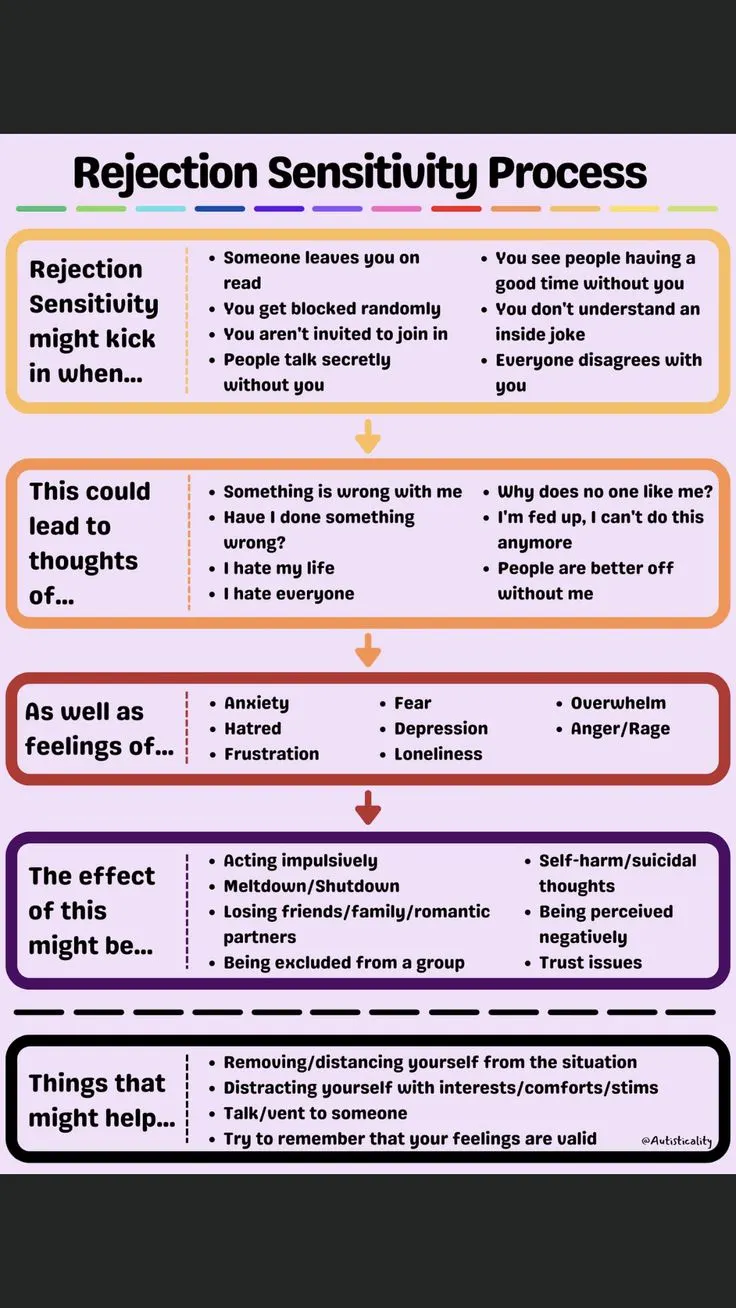 Rejection Sensitivity Process
Rejection
Sensitivity
might kick
in when...
• Someone leaves you on
read
• You get blocked randomly
• You aren't invited to join in
• People talk secretly
without you
• You see people having a
good time without you
• You don't understand an
inside joke
• Everyone disagrees with
you
This could
lead to
thoughts
of...
• Something is wrong with me
• Have I done something
wrong?
• I hate my life
• I hate everyone
• Why does no one like me?
• I'm fed up, I can't do this
anymore
• People are better off
without me
As well as
feelings of...
• Anxiety
• Hatred
• Frustration
• Fear
• Depression
• Loneliness
• Overwhelm
• Anger/Rage
The effect
of this
might be...
• Acting impulsively
• Meltdown/Shutdown
• Losing friends/family/romantic
partners
• Being excluded from a group
• Self-harm/suicidal
thoughts
• Being perceived
negatively
• Trust issues
Things that
might help...
• Removing/distancing yourself from the situation
• Distracting yourself with interests/comforts/stims
• Talk/vent to someone
• Try to remember that your feelings are valid
@Autisticality